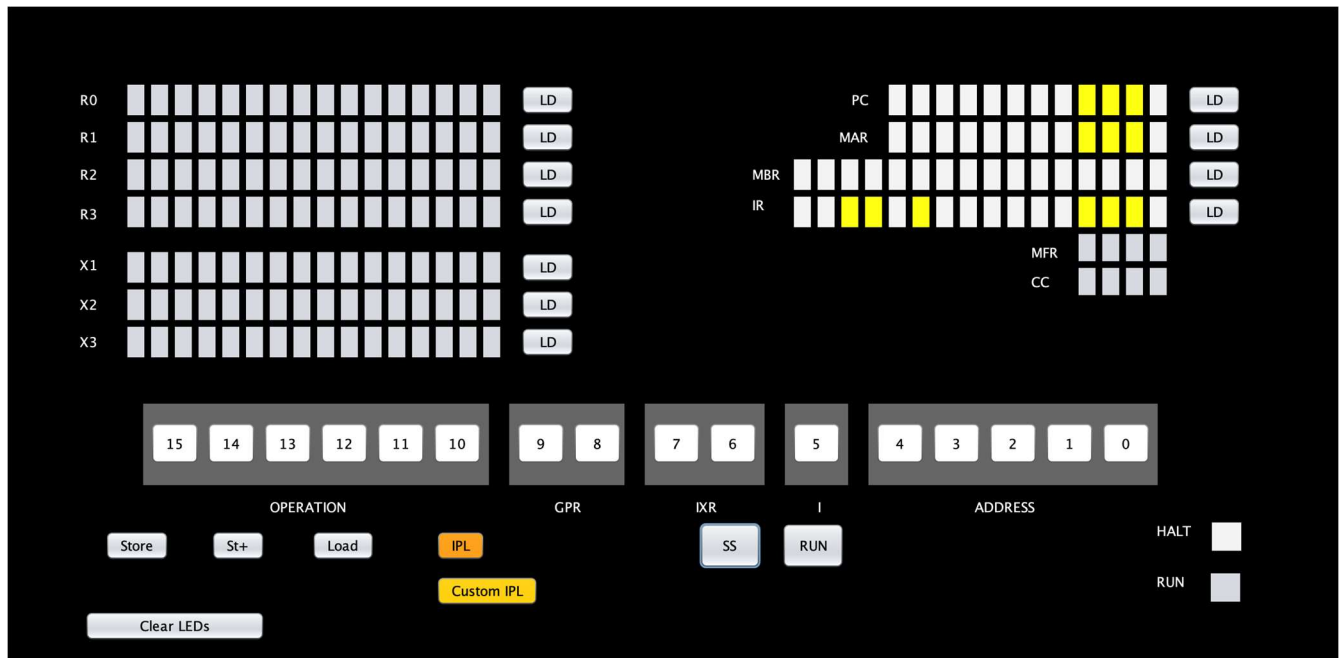 R0 LD PC LD
R1 LD MAR LD
R2 LD MBR LD
R3 LD IR LD
MFR
X1 LD CC
X2 LD
X3 LD
15 14 13 12 11 10 9 8 7 6 5 4 3 2 1 0
OPERATION GPR IXR I ADDRESS
Store St+ Load IPL SS RUN HALT
Custom IPL RUN
Clear LEDs